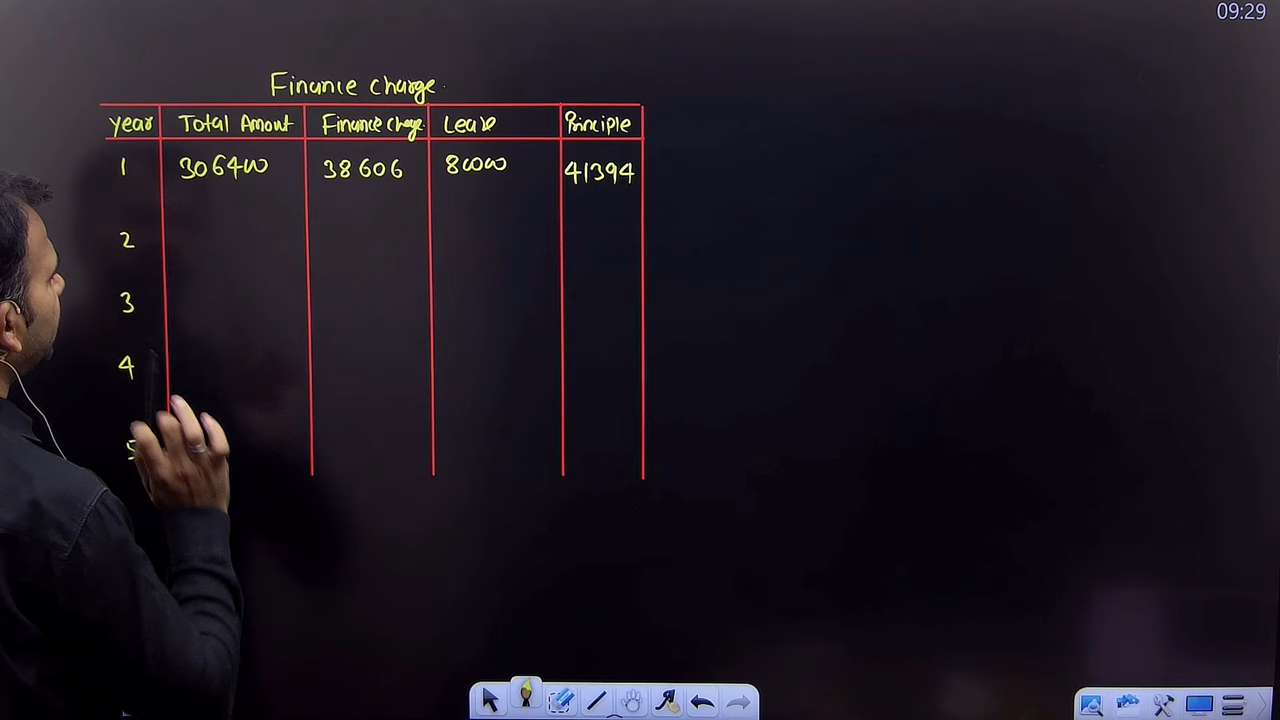 09:29
Finance charge.
Year Total Amount Finance charge Lease Principle
1 306400 38606 80000 41394
2
3
4
5